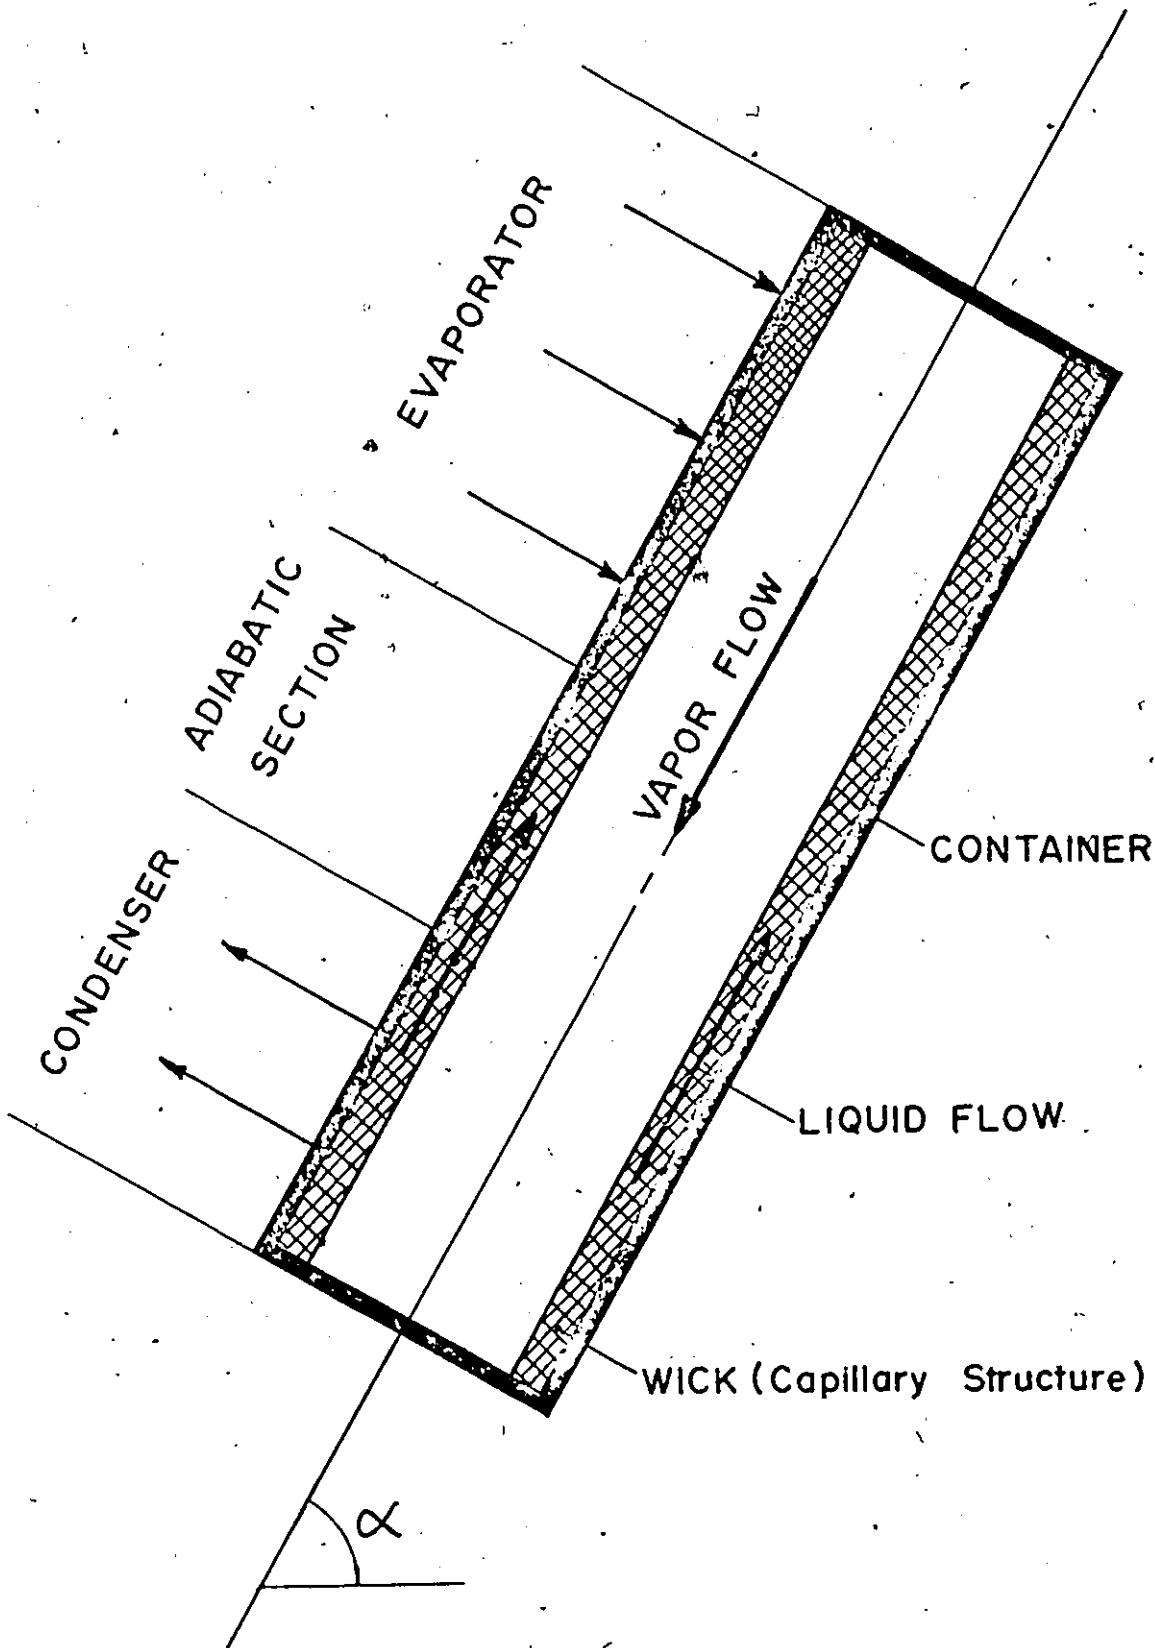 EVAPORATOR
ADIABATIC
SECTION
CONDENSER
VAPOR FLOW
CONTAINER
LIQUID FLOW
WICK (Capillary Structure)
α